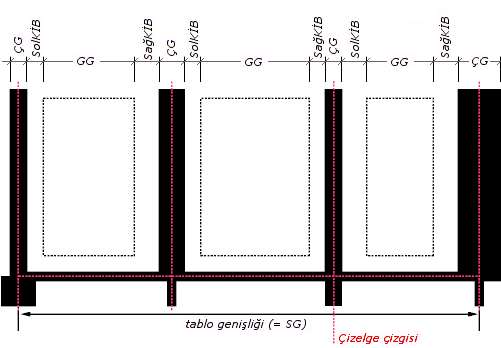 ÇG SolKİB GG SağKİB ÇG SolKİB GG SağKİB ÇG SolKİB GG SağKİB ÇG
tablo genişliği (= SG)
Çizelge çizgisi